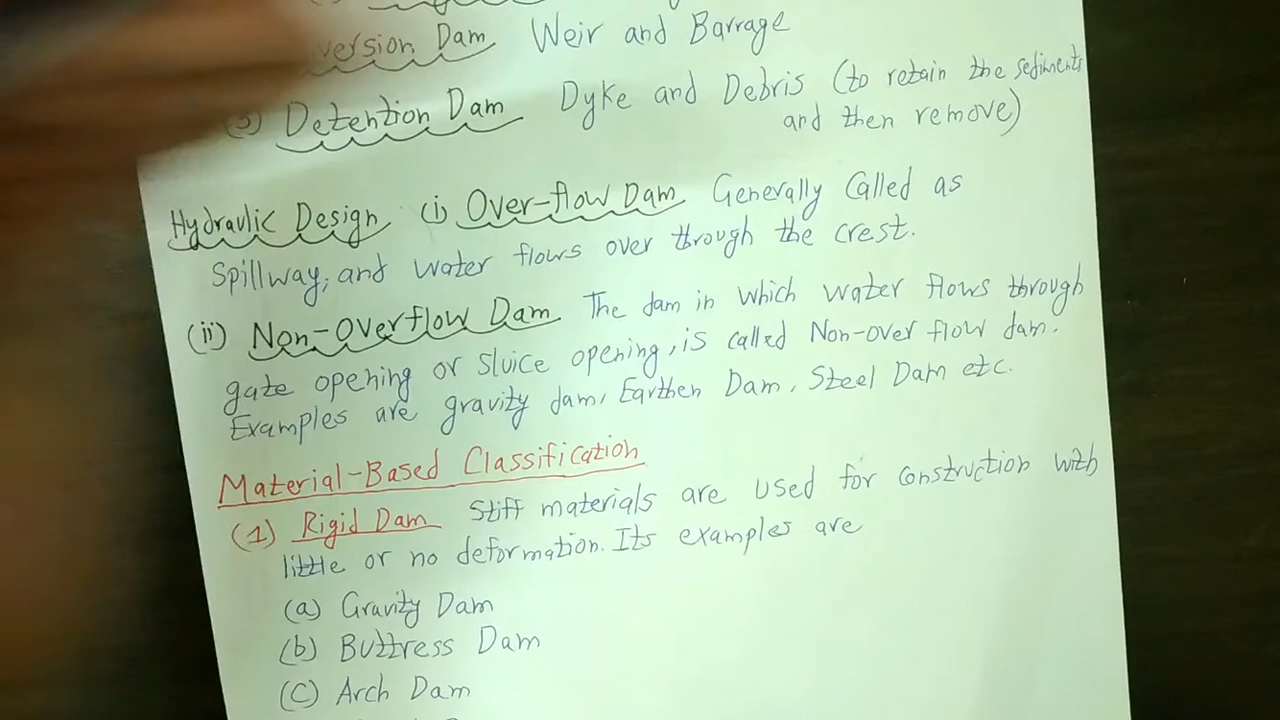 version Dam Weir and Barrage
3) Detention Dam Dyke and Debris (to retain the sediments
and then remove)
Hydraulic Design (i) Over-flow Dam Generally Called as
Spillway, and water flows over through the crest.
(ii) Non-Overflow Dam The dam in which water flows through
gate opening or sluice opening, is called Non-over flow dam.
Examples are gravity dam, Earthen Dam, Steel Dam etc.
Material-Based Classification
(1) Rigid Dam Stiff materials are used for construction with
little or no deformation. Its examples are
(a) Gravity Dam
(b) Buttress Dam
(C) Arch Dam